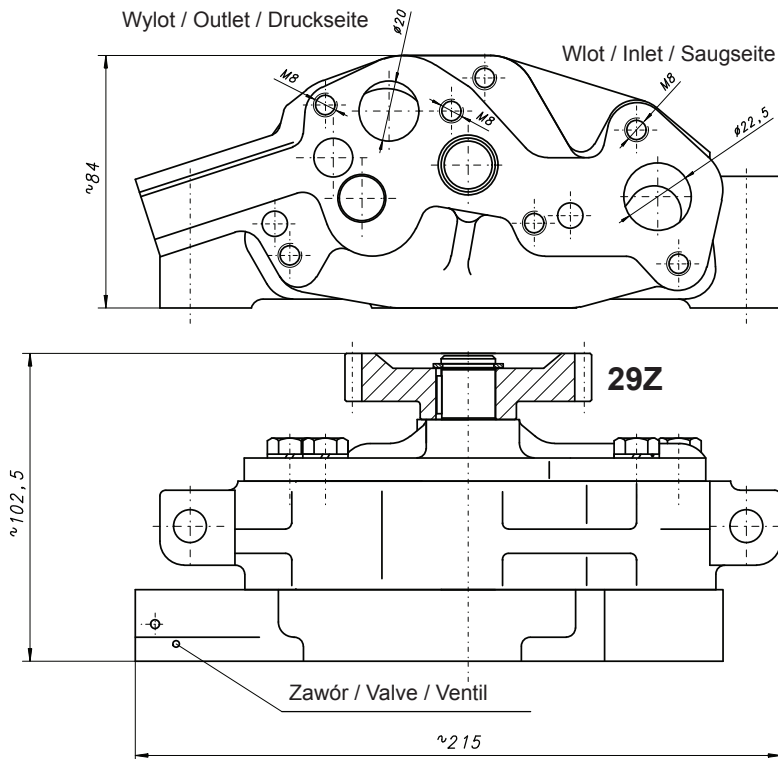 Wylot / Outlet / Druckseite
ø20
Wlot / Inlet / Saugseite
M8
M8
M8
ø22,5
~84
29Z
~102,5
Zawór / Valve / Ventil
~215